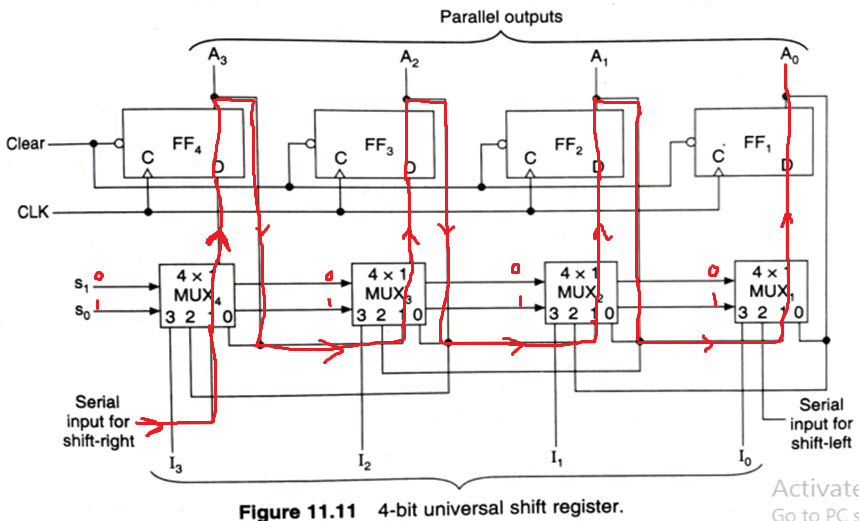 Parallel outputs
A₃ A₂ A₁ A₀
Clear FF₄ FF₃ FF₂ FF₁
C D C D C D C D
CLK
4 × 1 4 × 1 4 × 1 4 × 1
s₁ 0 0 0 0
MUX₄ MUX₃ MUX₂ MUX₁
s₀ 1 1 1 1
3 2 1 0 3 2 1 0 3 2 1 0 3 2 1 0
Serial
input for
shift-right
Serial
input for
shift-left
I₃ I₂ I₁ I₀
Figure 11.11 4-bit universal shift register.
Activate
Go to PC s